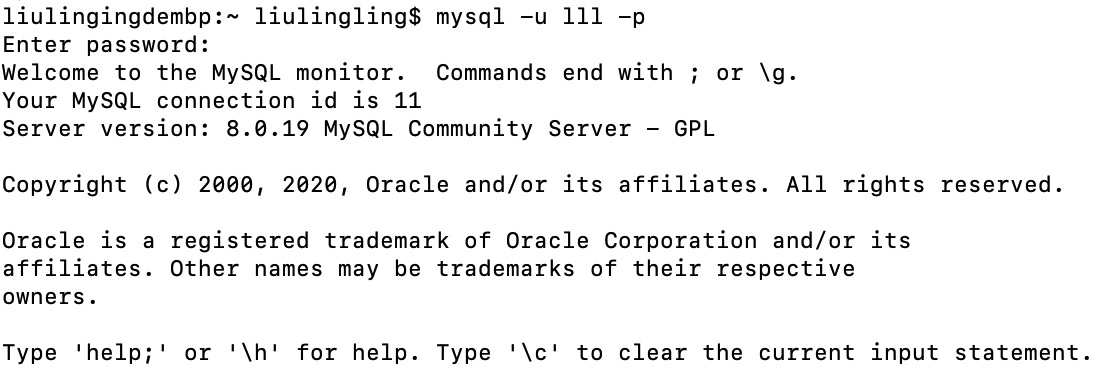 liulingingdembp:~ liulingling$ mysql -u lll -p
Enter password:
Welcome to the MySQL monitor.  Commands end with ; or \g.
Your MySQL connection id is 11
Server version: 8.0.19 MySQL Community Server - GPL

Copyright (c) 2000, 2020, Oracle and/or its affiliates. All rights reserved.

Oracle is a registered trademark of Oracle Corporation and/or its
affiliates. Other names may be trademarks of their respective
owners.

Type 'help;' or '\h' for help. Type '\c' to clear the current input statement.